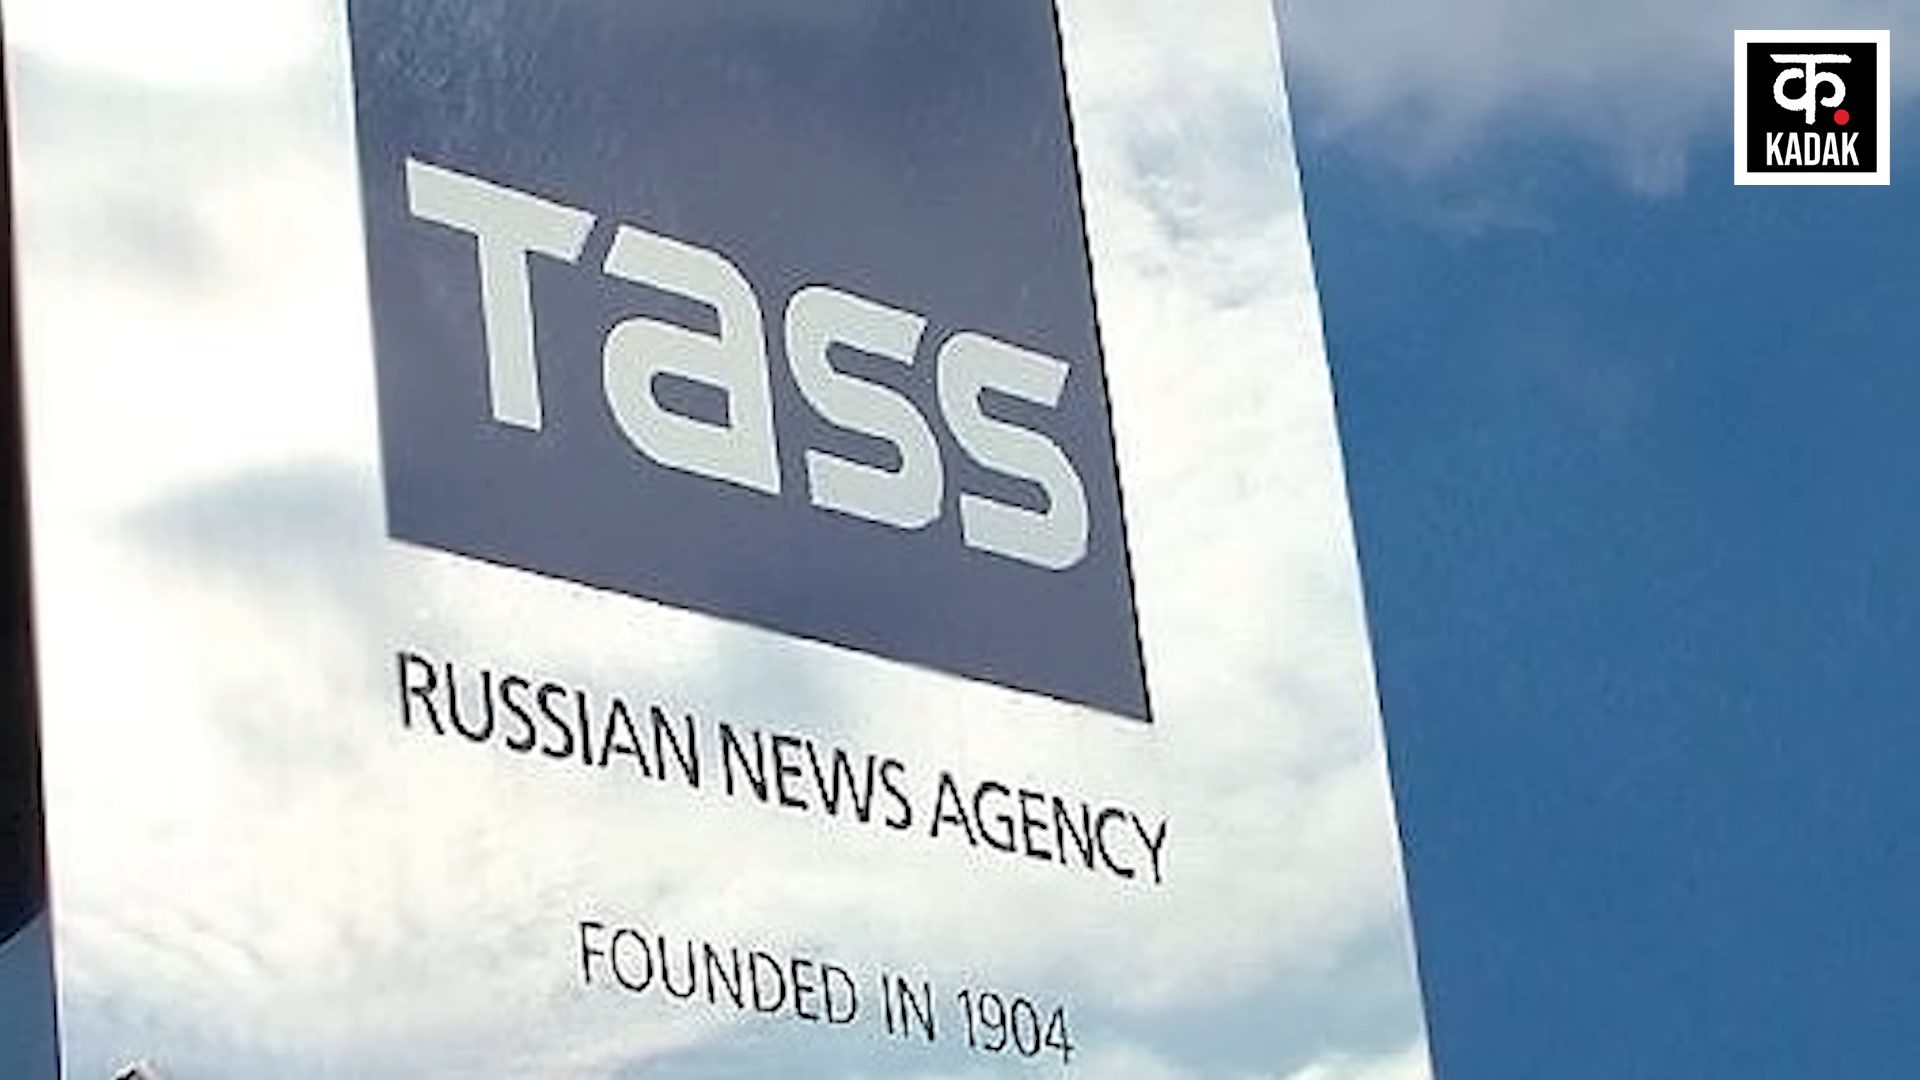 क.
KADAK
TASS
RUSSIAN NEWS AGENCY
FOUNDED IN 1904